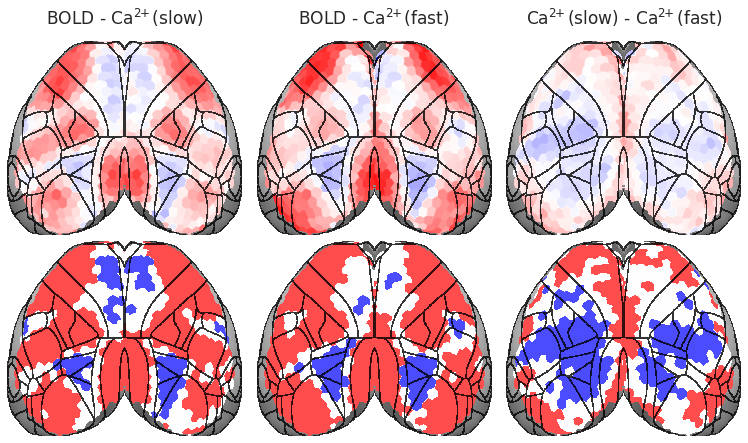 BOLD - Ca²⁺(slow)
BOLD - Ca²⁺(fast)
Ca²⁺(slow) - Ca²⁺(fast)